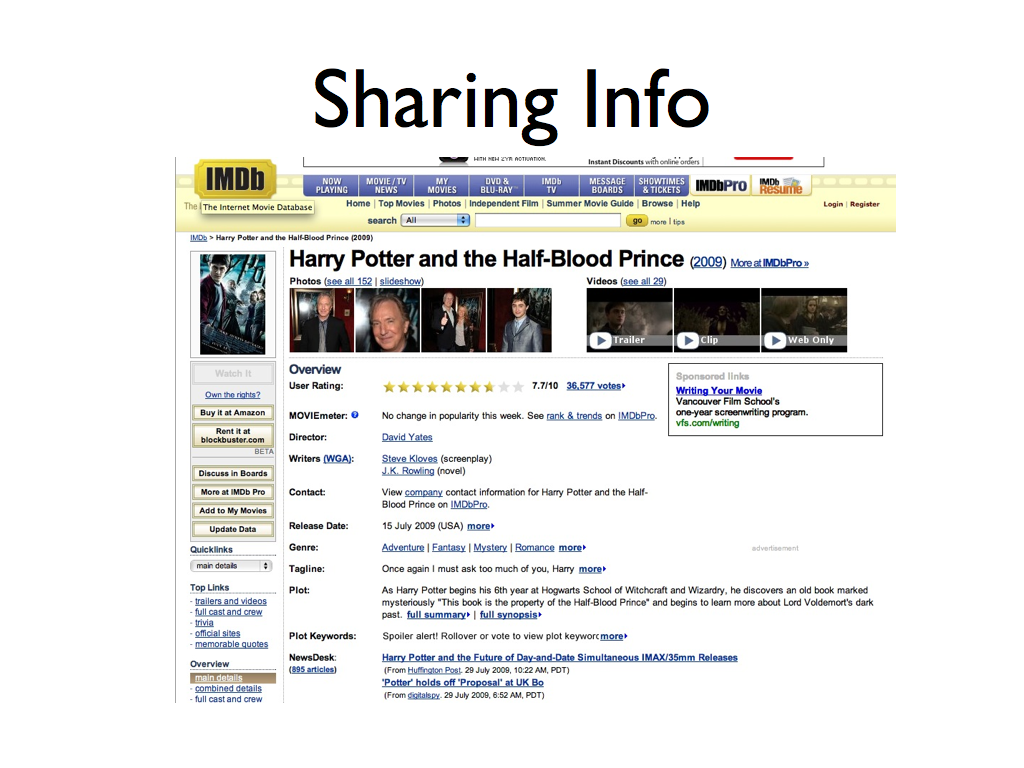 Sharing Info
WITH NEW 2YR ACTIVATION.
Instant Discounts with online orders
IMDb
NOW PLAYING
MOVIE / TV NEWS
MY MOVIES
DVD & BLU-RAY™
IMDb TV
MESSAGE BOARDS
SHOWTIMES & TICKETS
IMDbPro
IMDb Resume
The Internet Movie Database
Home | Top Movies | Photos | Independent Film | Summer Movie Guide | Browse | Help
Login | Register
search All go more | tips
IMDb > Harry Potter and the Half-Blood Prince (2009)
Harry Potter and the Half-Blood Prince (2009) More at IMDbPro »
Photos (see all 152 | slideshow)
Videos (see all 29)
Trailer
Clip
Web Only
Watch It
Own the rights?
Buy it at Amazon
Rent it at
blockbuster.com
BETA
Discuss in Boards
More at IMDb Pro
Add to My Movies
Update Data
Quicklinks
main details
Top Links
- trailers and videos
- full cast and crew
- trivia
- official sites
- memorable quotes
Overview
main details
- combined details
- full cast and crew
Overview
User Rating: 7.7/10 36,577 votes
MOVIEmeter: ? No change in popularity this week. See rank & trends on IMDbPro.
Director: David Yates
Writers (WGA): Steve Kloves (screenplay)
J.K. Rowling (novel)
Contact: View company contact information for Harry Potter and the Half-
Blood Prince on IMDbPro.
Release Date: 15 July 2009 (USA) more
Genre: Adventure | Fantasy | Mystery | Romance more
Tagline: Once again I must ask too much of you, Harry more
Plot: As Harry Potter begins his 6th year at Hogwarts School of Witchcraft and Wizardry, he discovers an old book marked
mysteriously "This book is the property of the Half-Blood Prince" and begins to learn more about Lord Voldemort's dark
past. full summary | full synopsis
Plot Keywords: Spoiler alert! Rollover or vote to view plot keywords more
NewsDesk: Harry Potter and the Future of Day-and-Date Simultaneous IMAX/35mm Releases
(895 articles) (From Huffington Post. 29 July 2009, 10:22 AM, PDT)
'Potter' holds off 'Proposal' at UK Bo
(From digitalspy. 29 July 2009, 6:52 AM, PDT)
Sponsored links
Writing Your Movie
Vancouver Film School's
one-year screenwriting program.
vfs.com/writing
advertisement